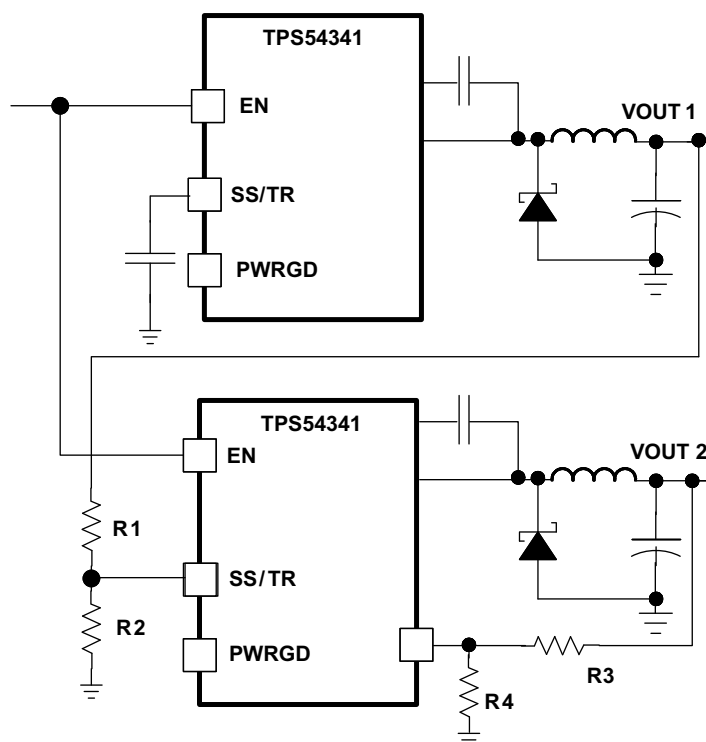 TPS54341
EN
VOUT 1
SS/TR
PWRGD
TPS54341
EN
VOUT 2
R1
SS/TR
R2
PWRGD
R3
R4